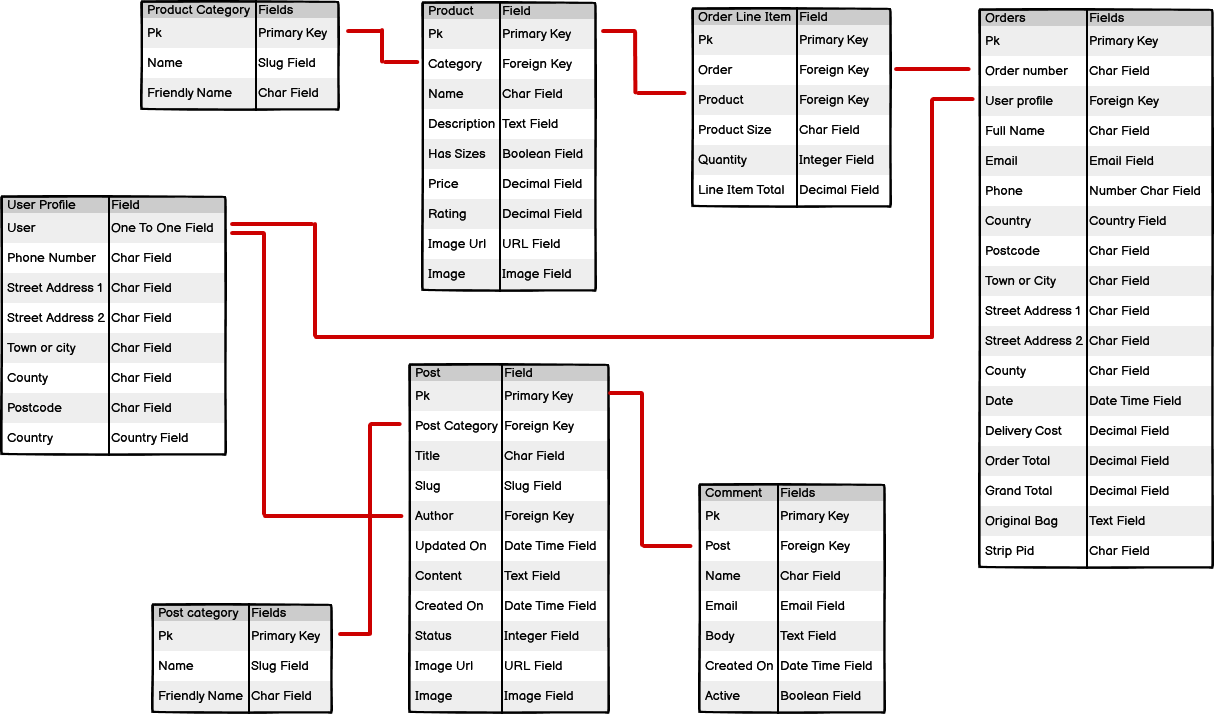 Product Category Fields
Pk Primary Key
Name Slug Field
Friendly Name Char Field
Product Field
Pk Primary Key
Category Foreign Key
Name Char Field
Description Text Field
Has Sizes Boolean Field
Price Decimal Field
Rating Decimal Field
Image Url URL Field
Image Image Field
Order Line Item Field
Pk Primary Key
Order Foreign Key
Product Foreign Key
Product Size Char Field
Quantity Integer Field
Line Item Total Decimal Field
Orders Fields
Pk Primary Key
Order number Char Field
User profile Foreign Key
Full Name Char Field
Email Email Field
Phone Number Char Field
Country Country Field
Postcode Char Field
Town or City Char Field
Street Address 1 Char Field
Street Address 2 Char Field
County Char Field
Date Date Time Field
Delivery Cost Decimal Field
Order Total Decimal Field
Grand Total Decimal Field
Original Bag Text Field
Strip Pid Char Field
User Profile Field
User One To One Field
Phone Number Char Field
Street Address 1 Char Field
Street Address 2 Char Field
Town or city Char Field
County Char Field
Postcode Char Field
Country Country Field
Post Field
Pk Primary Key
Post Category Foreign Key
Title Char Field
Slug Slug Field
Author Foreign Key
Updated On Date Time Field
Content Text Field
Created On Date Time Field
Status Integer Field
Image Url URL Field
Image Image Field
Comment Fields
Pk Primary Key
Post Foreign Key
Name Char Field
Email Email Field
Body Text Field
Created On Date Time Field
Active Boolean Field
Post category Fields
Pk Primary Key
Name Slug Field
Friendly Name Char Field